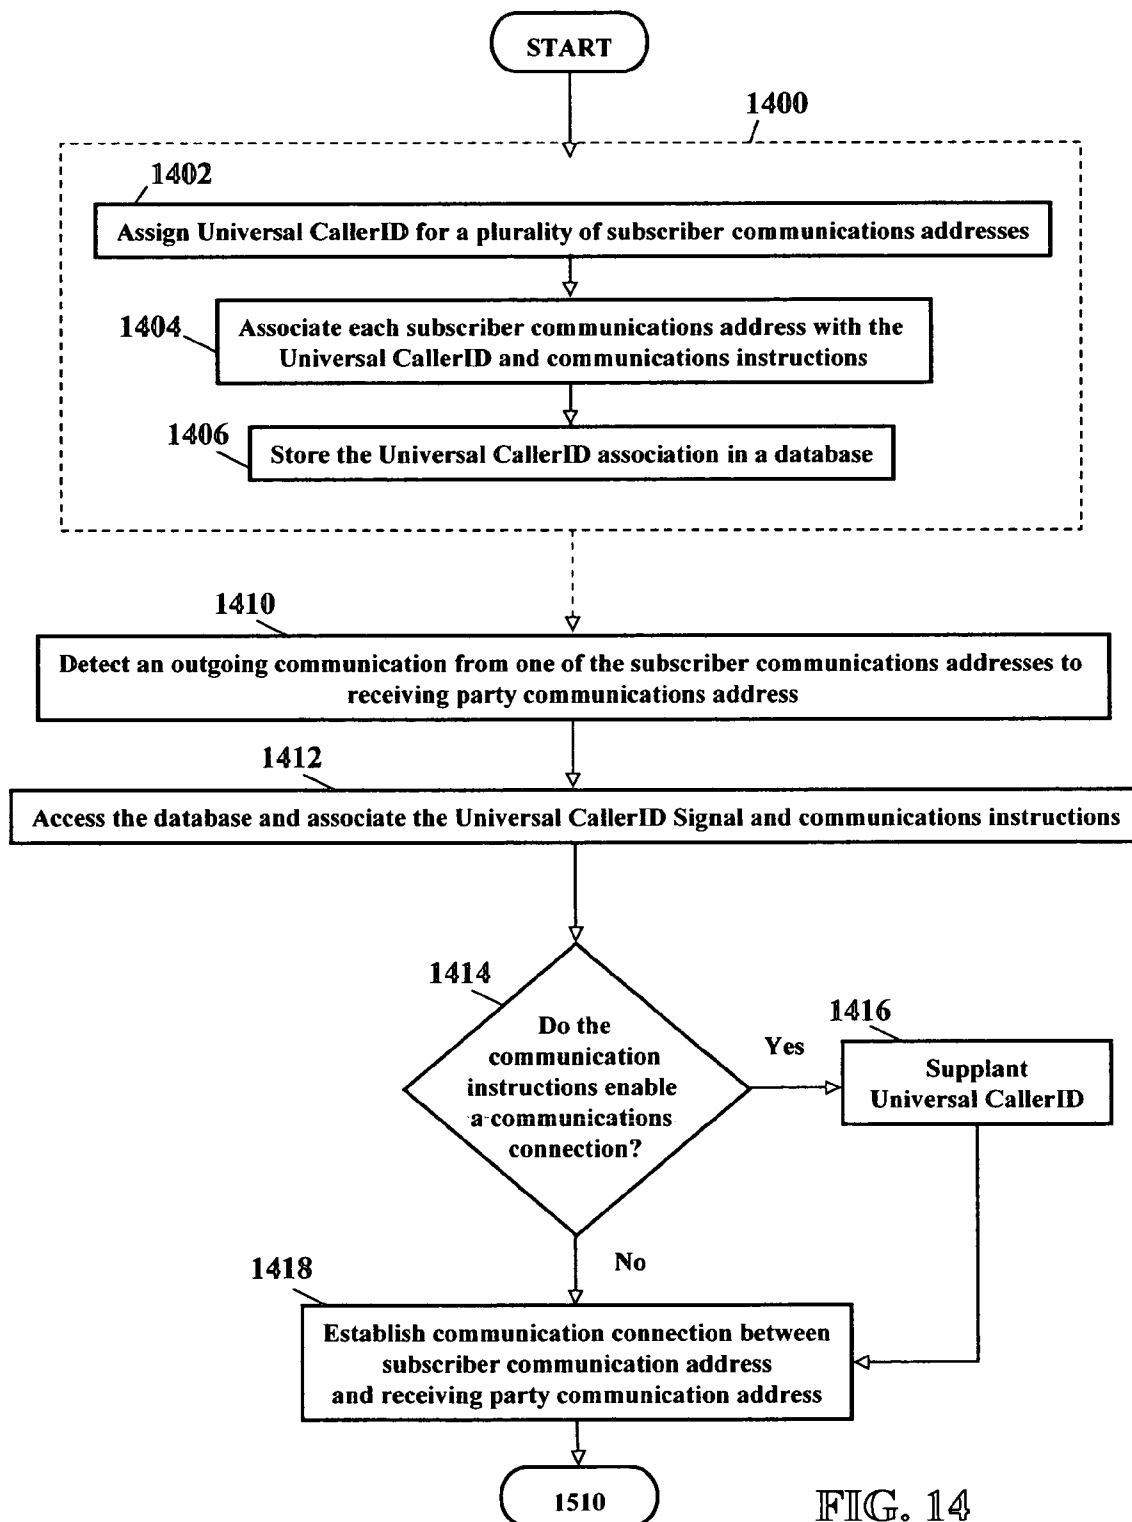 START
1400
1402
Assign Universal CallerID for a plurality of subscriber communications addresses
1404
Associate each subscriber communications address with the
Universal CallerID and communications instructions
1406
Store the Universal CallerID association in a database
1410
Detect an outgoing communication from one of the subscriber communications addresses to
receiving party communications address
1412
Access the database and associate the Universal CallerID Signal and communications instructions
1414
Do the
communication
instructions enable
a communications
connection?
Yes
1416
Supplant
Universal CallerID
No
1418
Establish communication connection between
subscriber communication address
and receiving party communication address
1510
FIG. 14